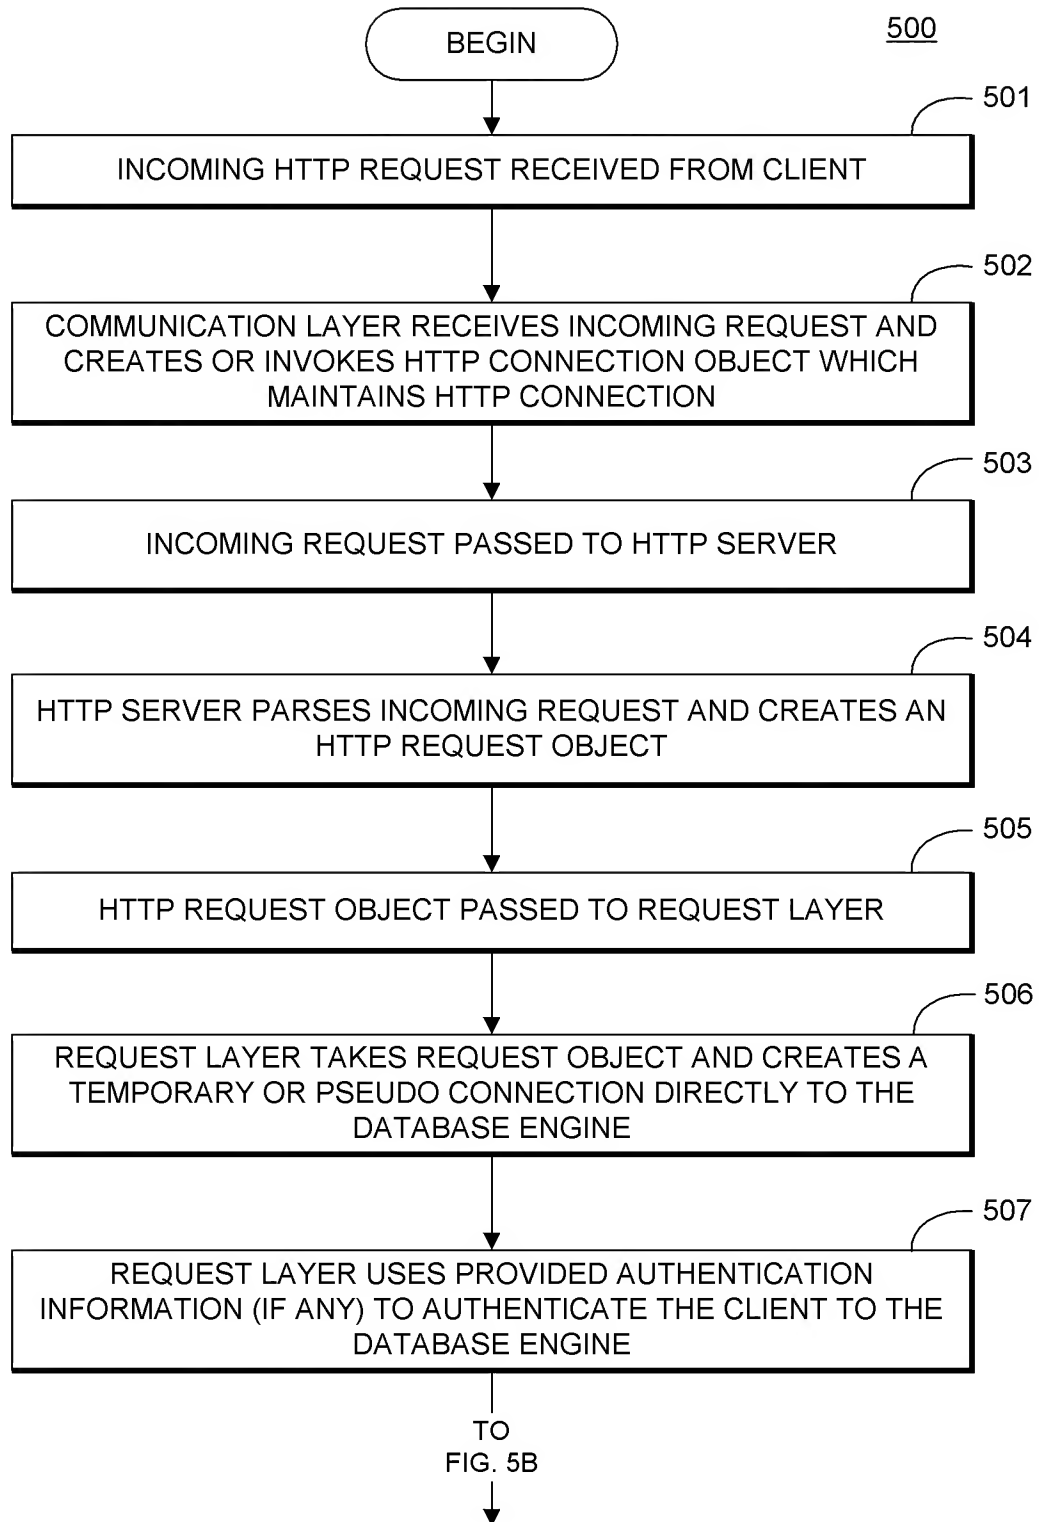 BEGIN
500
501
INCOMING HTTP REQUEST RECEIVED FROM CLIENT
502
COMMUNICATION LAYER RECEIVES INCOMING REQUEST AND
CREATES OR INVOKES HTTP CONNECTION OBJECT WHICH
MAINTAINS HTTP CONNECTION
503
INCOMING REQUEST PASSED TO HTTP SERVER
504
HTTP SERVER PARSES INCOMING REQUEST AND CREATES AN
HTTP REQUEST OBJECT
505
HTTP REQUEST OBJECT PASSED TO REQUEST LAYER
506
REQUEST LAYER TAKES REQUEST OBJECT AND CREATES A
TEMPORARY OR PSEUDO CONNECTION DIRECTLY TO THE
DATABASE ENGINE
507
REQUEST LAYER USES PROVIDED AUTHENTICATION
INFORMATION (IF ANY) TO AUTHENTICATE THE CLIENT TO THE
DATABASE ENGINE
TO
FIG. 5B